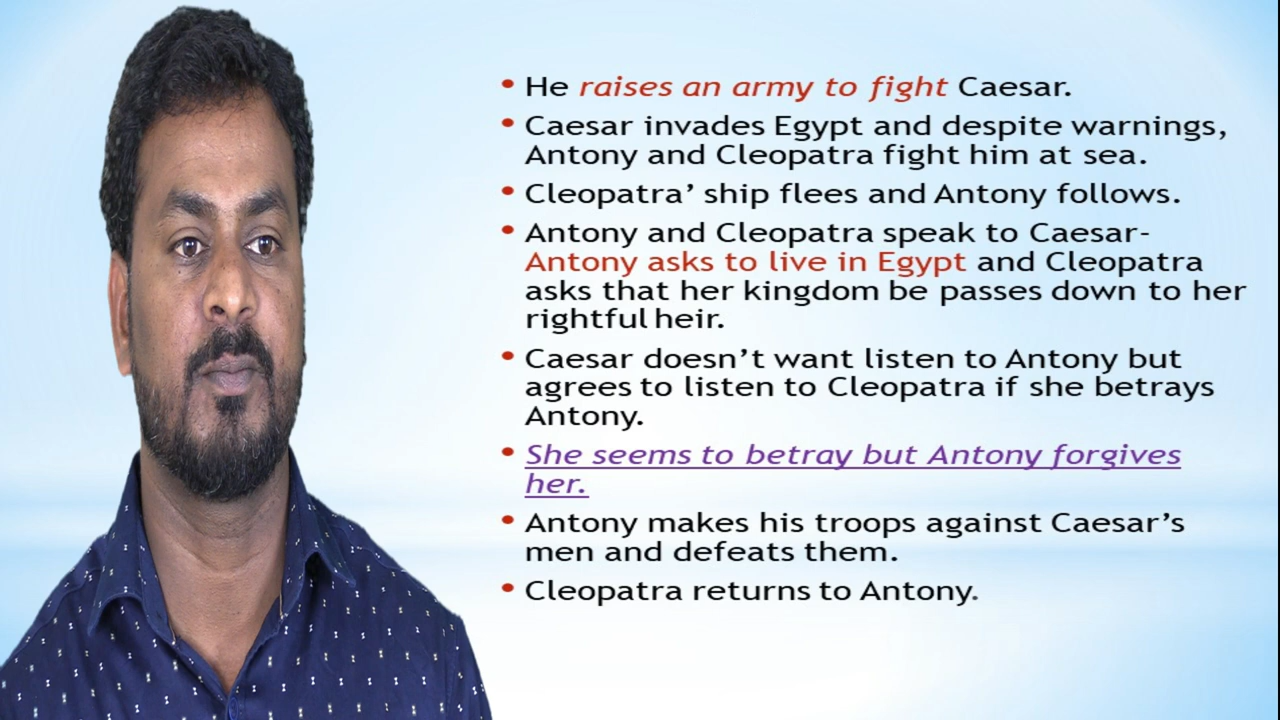 • He raises an army to fight Caesar.
• Caesar invades Egypt and despite warnings,
Antony and Cleopatra fight him at sea.
• Cleopatra’ ship flees and Antony follows.
• Antony and Cleopatra speak to Caesar-
Antony asks to live in Egypt and Cleopatra
asks that her kingdom be passes down to her
rightful heir.
• Caesar doesn’t want listen to Antony but
agrees to listen to Cleopatra if she betrays
Antony.
• She seems to betray but Antony forgives
her.
• Antony makes his troops against Caesar’s
men and defeats them.
• Cleopatra returns to Antony.